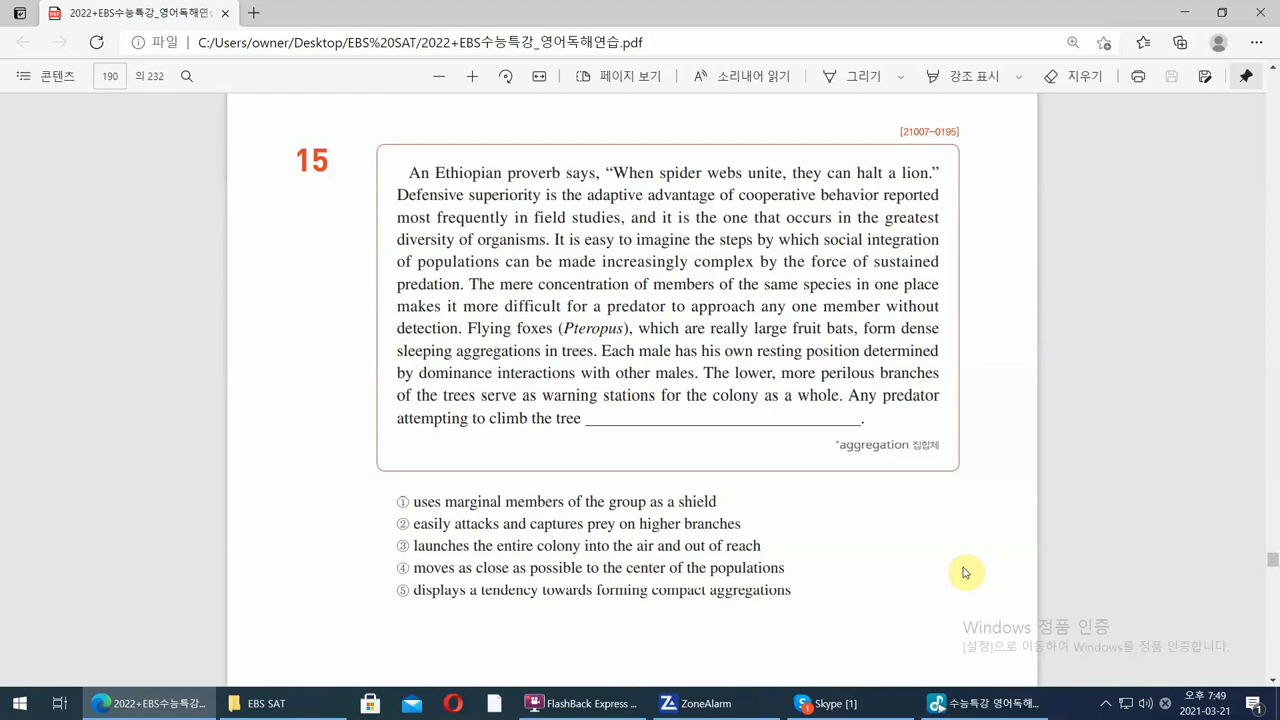 2022+EBS수능특강_영어독해연
파일 C:/Users/owner/Desktop/EBS%20SAT/2022+EBS수능특강_영어독해연습.pdf
콘텐츠 190 의 232 페이지 보기 소리내어 읽기 그리기 강조 표시 지우기
[21007-0195]
15
An Ethiopian proverb says, “When spider webs unite, they can halt a lion.”
Defensive superiority is the adaptive advantage of cooperative behavior reported
most frequently in field studies, and it is the one that occurs in the greatest
diversity of organisms. It is easy to imagine the steps by which social integration
of populations can be made increasingly complex by the force of sustained
predation. The mere concentration of members of the same species in one place
makes it more difficult for a predator to approach any one member without
detection. Flying foxes (Pteropus), which are really large fruit bats, form dense
sleeping aggregations in trees. Each male has his own resting position determined
by dominance interactions with other males. The lower, more perilous branches
of the trees serve as warning stations for the colony as a whole. Any predator
attempting to climb the tree ______________________________.
*aggregation 집합체
① uses marginal members of the group as a shield
② easily attacks and captures prey on higher branches
③ launches the entire colony into the air and out of reach
④ moves as close as possible to the center of the populations
⑤ displays a tendency towards forming compact aggregations
Windows 정품 인증
[설정]으로 이동하여 Windows를 정품 인증합니다.
2022+EBS수능특강_... EBS SAT FlashBack Express ... ZoneAlarm Skype [1] 수능특강 영어독해... 오후 7:49
2021-03-21